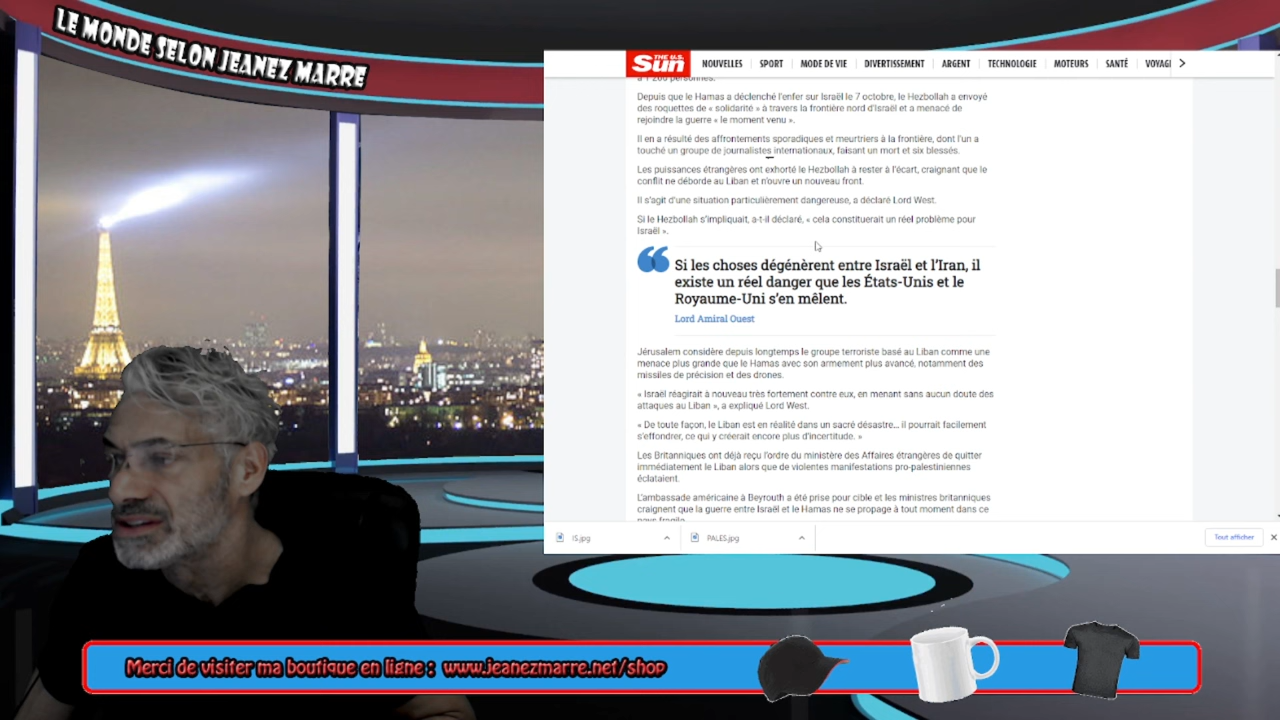 LE MONDE SELON JEANEZ MARRE
THE U.S.
Sun
NOUVELLES
SPORT
MODE DE VIE
DIVERTISSEMENT
ARGENT
TECHNOLOGIE
MOTEURS
SANTÉ
VOYAGI
à 1 200 personnes.
Depuis que le Hamas a déclenché l'enfer sur Israël le 7 octobre, le Hezbollah a envoyé
des roquettes de « solidarité » à travers la frontière nord d'Israël et a menacé de
rejoindre la guerre « le moment venu ».
Il en a résulté des affrontements sporadiques et meurtriers à la frontière, dont l'un a
touché un groupe de journalistes internationaux, faisant un mort et six blessés.
Les puissances étrangères ont exhorté le Hezbollah à rester à l'écart, craignant que le
conflit ne déborde au Liban et n'ouvre un nouveau front.
Il s'agit d'une situation particulièrement dangereuse, a déclaré Lord West.
Si le Hezbollah s'impliquait, a-t-il déclaré, « cela constituerait un réel problème pour
Israël ».
Si les choses dégénèrent entre Israël et l'Iran, il
existe un réel danger que les États-Unis et le
Royaume-Uni s'en mêlent.
Lord Amiral Ouest
Jérusalem considère depuis longtemps le groupe terroriste basé au Liban comme une
menace plus grande que le Hamas avec son armement plus avancé, notamment des
missiles de précision et des drones.
« Israël réagirait à nouveau très fortement contre eux, en menant sans aucun doute des
attaques au Liban », a expliqué Lord West.
« De toute façon, le Liban est en réalité dans un sacré désastre... il pourrait facilement
s'effondrer, ce qui y créerait encore plus d'incertitude. »
Les Britanniques ont déjà reçu l'ordre du ministère des Affaires étrangères de quitter
immédiatement le Liban alors que de violentes manifestations pro-palestiniennes
éclataient.
L'ambassade américaine à Beyrouth a été prise pour cible et les ministres britanniques
craignent que la guerre entre Israël et le Hamas ne se propage à tout moment dans ce
pays fragile.
IS.jpg
PALES.jpg
Tout afficher
Merci de visiter ma boutique en ligne : www.jeanezmarre.net/shop